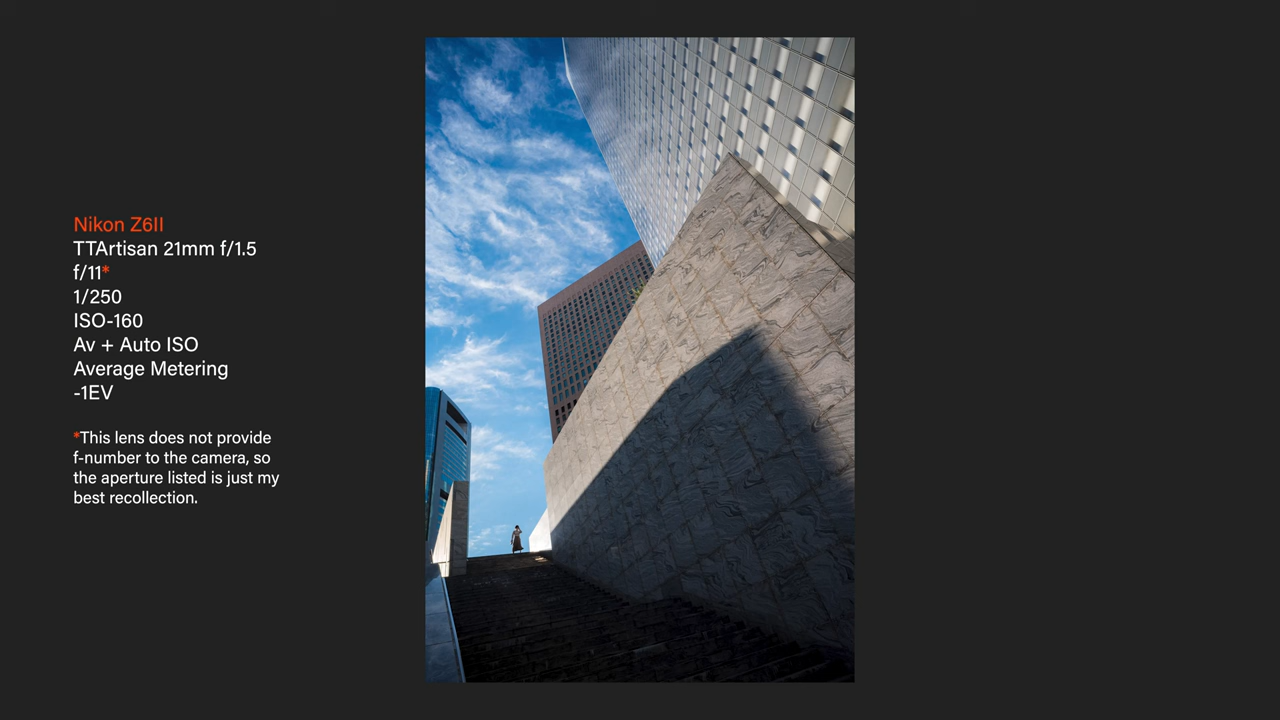 Nikon Z6II
TTArtisan 21mm f/1.5
f/11*
1/250
ISO-160
Av + Auto ISO
Average Metering
-1EV
*This lens does not provide
f-number to the camera, so
the aperture listed is just my
best recollection.